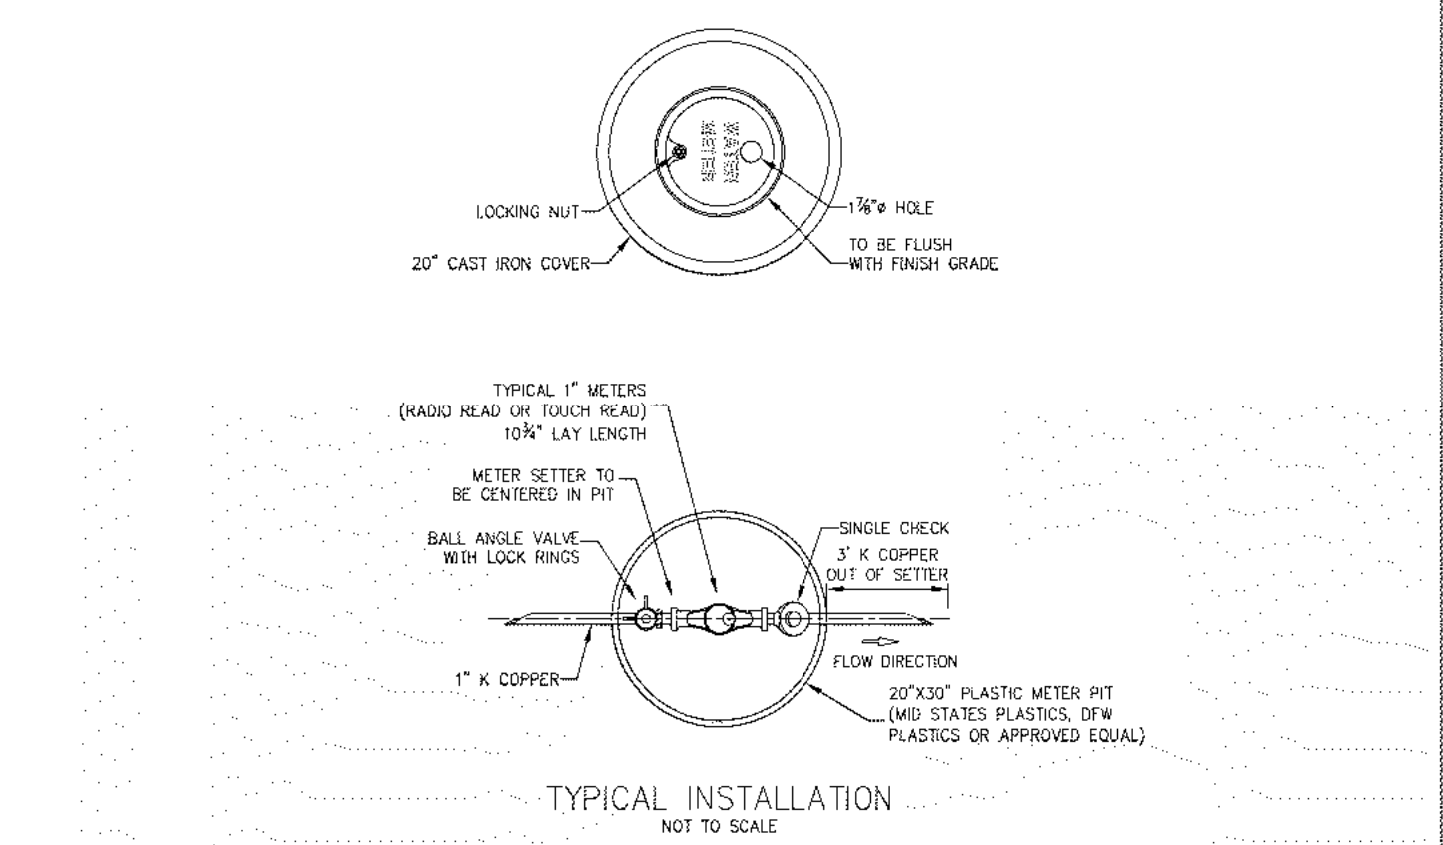 WATER
METER
LOCKING NUT
1⅞"ø HOLE
20" CAST IRON COVER
TO BE FLUSH
WITH FINISH GRADE
TYPICAL 1" METERS
(RADIO READ OR TOUCH READ)
10¾" LAY LENGTH
METER SETTER TO
BE CENTERED IN PIT
BALL ANGLE VALVE
WITH LOCK RINGS
SINGLE CHECK
3' K COPPER
OUT OF SETTER
FLOW DIRECTION
1" K COPPER
20"X30" PLASTIC METER PIT
(MID STATES PLASTICS, DFW
PLASTICS OR APPROVED EQUAL)
TYPICAL INSTALLATION
NOT TO SCALE